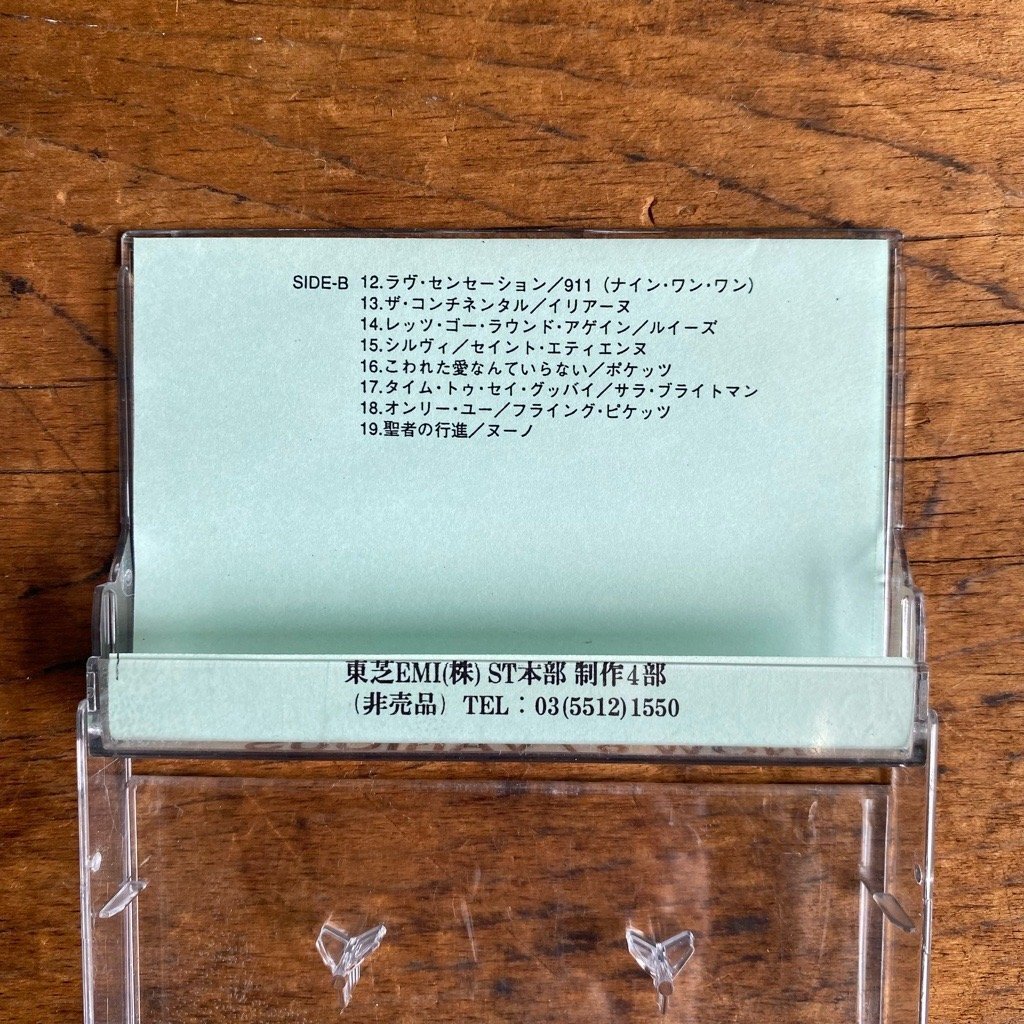 SIDE-B 12.ラヴ・センセーション/911 (ナイン・ワン・ワン)
13.ザ・コンチネンタル/イリアーヌ
14.レッツ・ゴー・ラウンド・アゲイン/ルイーズ
15.シルヴィ/セイント・エティエンヌ
16.こわれた愛なんていらない/ポケッツ
17.タイム・トゥ・セイ・グッバイ/サラ・ブライトマン
18.オンリー・ユー/フライング・ピケッツ
19.聖者の行進/ヌーノ
東芝EMI(株) ST本部 制作4部
(非売品) TEL:03(5512)1550